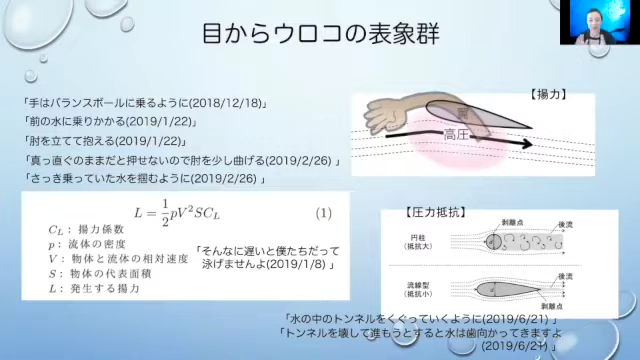 目からウロコの表象群
「手はバランスボールに乗るように(2018/12/18)」
「前の水に乗りかかる(2019/1/22)」
「肘を立てて抱える(2019/1/22)」
「真っ直ぐのままだと押せないので肘を少し曲げる(2019/2/26) 」
「さっき乗っていた水を掴むように(2019/2/26) 」
【揚力】
翼
高圧
L = 1/2 pV²SC_L (1)
C_L : 揚力係数
p : 流体の密度
V : 物体と流体の相対速度
S : 物体の代表面積
L : 発生する揚力
「そんなに遅いと僕たちだって
泳げませんよ(2019/1/8) 」
【圧力抵抗】
剥離点
後流
円柱
(抵抗大)
流線型
(抵抗小)
後流
剥離点
「水の中のトンネルをくぐっていくように(2019/6/21) 」
「トンネルを壊して進もうとすると水は歯向かってきますよ
(2019/6/21) 」